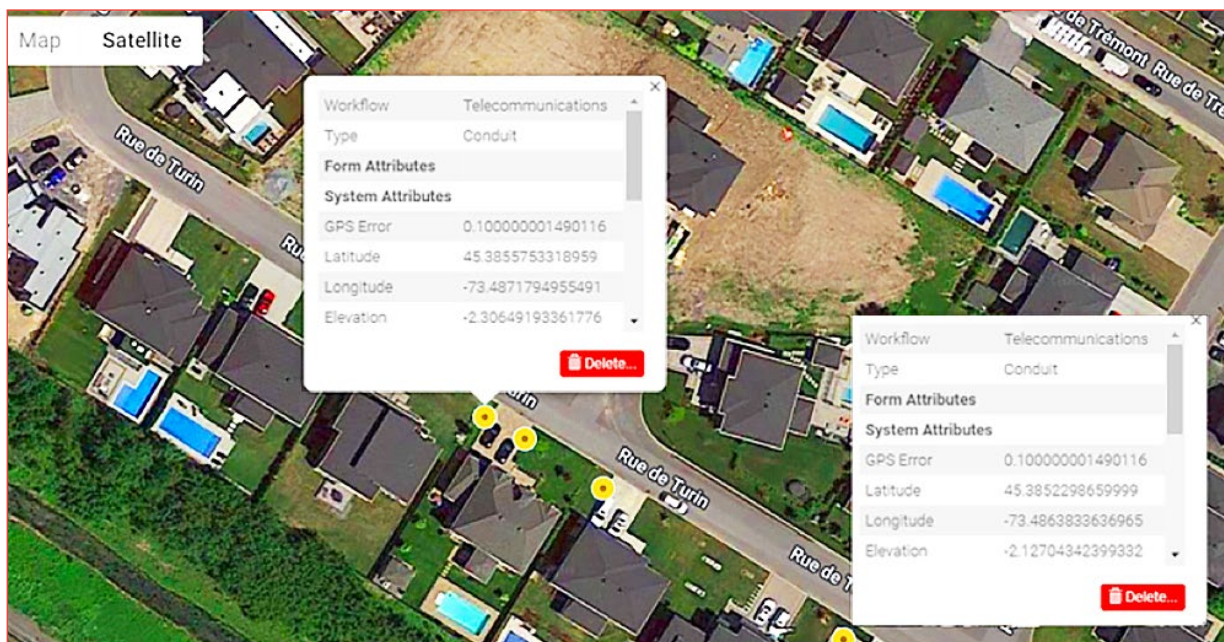 Map Satellite
de Trémont Rue de Tre
Rue de Turin
×
Workflow Telecommunications
Type Conduit
Form Attributes
System Attributes
GPS Error 0.100000001490116
Latitude 45.3855753318959
Longitude -73.4871794955491
Elevation -2.30649193361776
Delete...
Turin
Rue de Turin
Rue de
×
Workflow Telecommunications
Type Conduit
Form Attributes
System Attributes
GPS Error 0.100000001490116
Latitude 45.3852298659999
Longitude -73.4863833636965
Elevation -2.12704342399332
Delete...